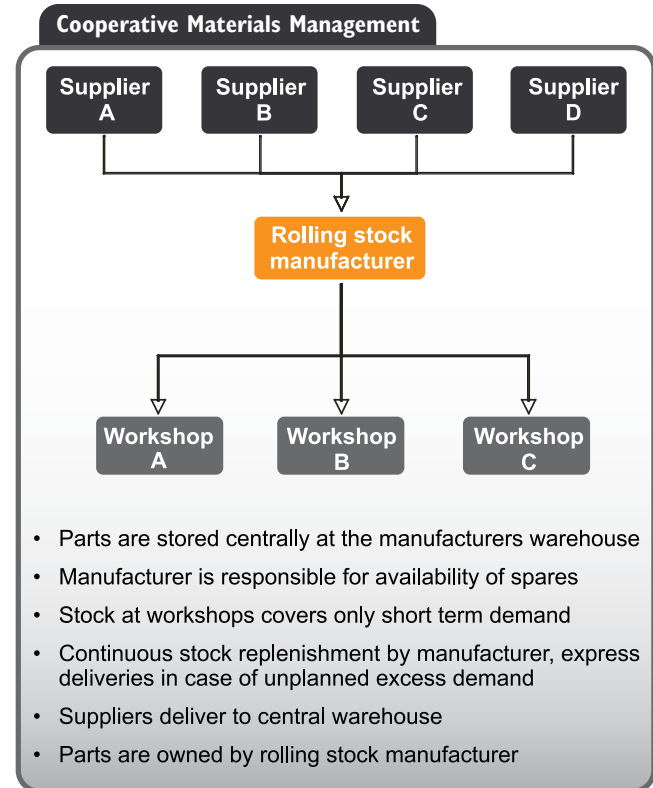 Cooperative Materials Management
Supplier
A
Supplier
B
Supplier
C
Supplier
D
Rolling stock
manufacturer
Workshop
A
Workshop
B
Workshop
C
• Parts are stored centrally at the manufacturers warehouse
• Manufacturer is responsible for availability of spares
• Stock at workshops covers only short term demand
• Continuous stock replenishment by manufacturer, express
deliveries in case of unplanned excess demand
• Suppliers deliver to central warehouse
• Parts are owned by rolling stock manufacturer